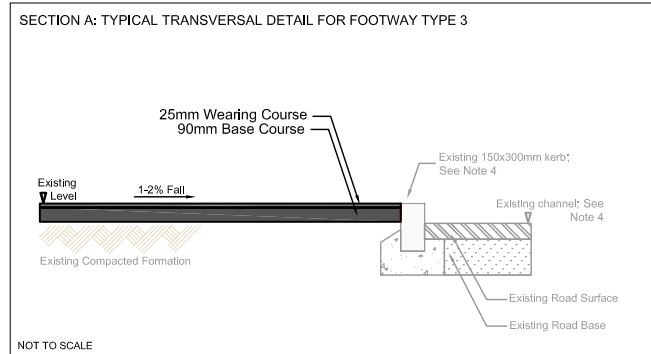 SECTION A: TYPICAL TRANSVERSAL DETAIL FOR FOOTWAY TYPE 3
25mm Wearing Course
90mm Base Course
Existing 150x300mm kerb;
See Note 4
Existing
Level
1-2% Fall
Existing channel; See
Note 4
Existing Compacted Formation
Existing Road Surface
Existing Road Base
NOT TO SCALE